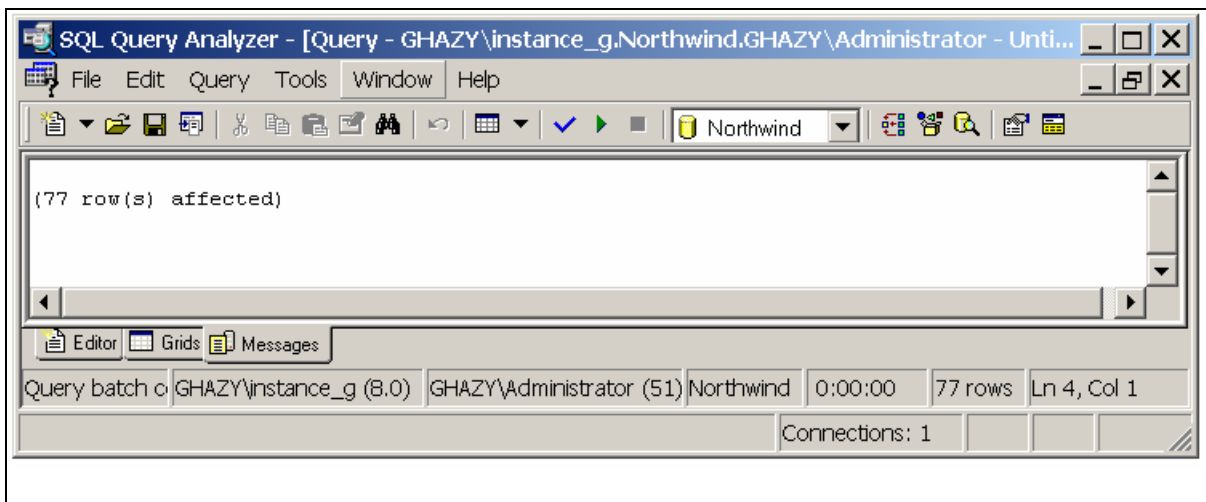 SQL Query Analyzer - [Query - GHAZY\instance_g.Northwind.GHAZY\Administrator - Unti...
File Edit Query Tools Window Help
Northwind
(77 row(s) affected)
Editor Grids Messages
Query batch c GHAZY\instance_g (8.0) GHAZY\Administrator (51) Northwind 0:00:00 77 rows Ln 4, Col 1
Connections: 1